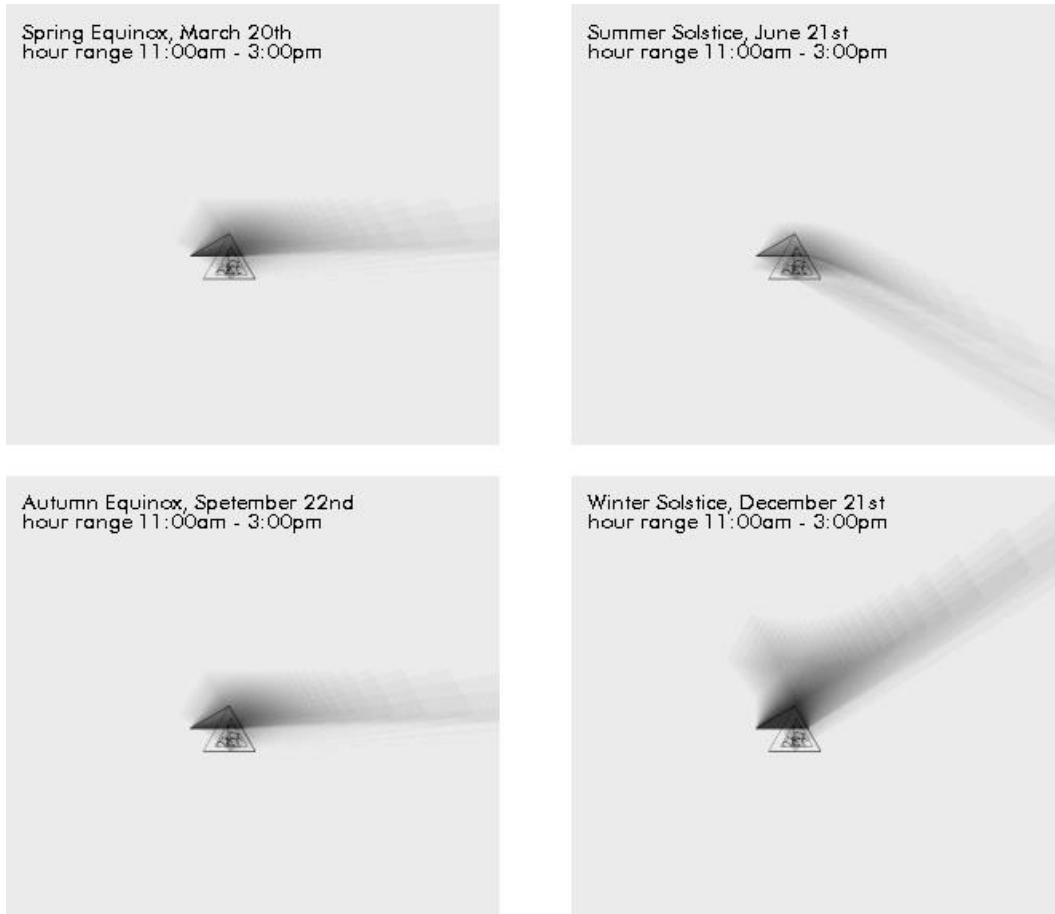 Spring Equinox, March 20th
hour range 11:00am - 3:00pm
Summer Solstice, June 21st
hour range 11:00am - 3:00pm
Autumn Equinox, Spetember 22nd
hour range 11:00am - 3:00pm
Winter Solstice, December 21st
hour range 11:00am - 3:00pm